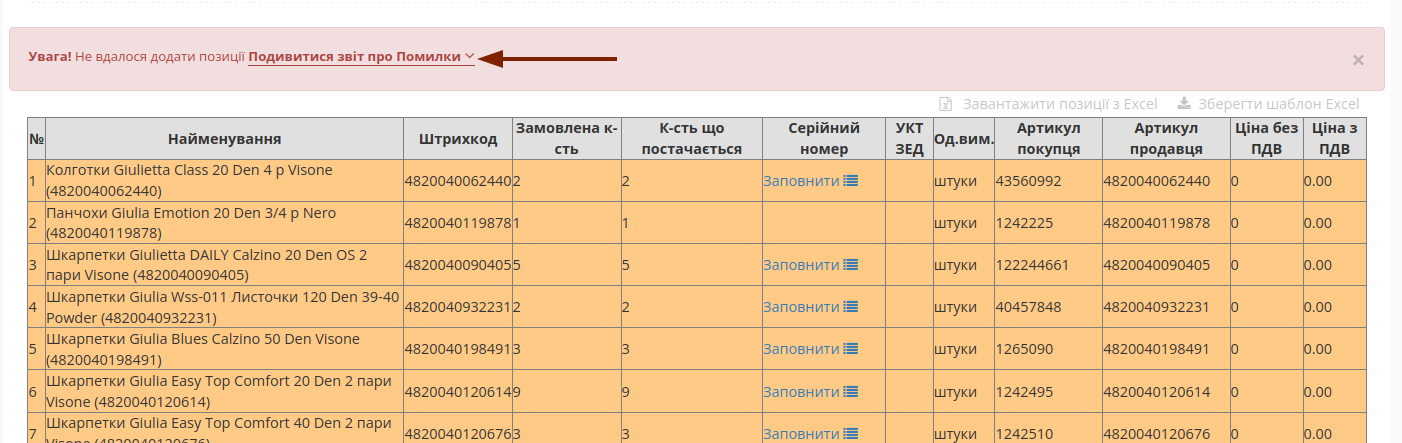 Увага! Не вдалося додати позиції Подивитися звіт про Помилки
×
Завантажити позиції з Excel Зберегти шаблон Excel
№ Найменування Штрихкод Замовлена к-сть К-сть що постачається Серійний номер УКТ ЗЕД Од.вим. Артикул покупця Артикул продавця Ціна без ПДВ Ціна з ПДВ
1 Колготки Giulietta Class 20 Den 4 р Visone (4820040062440) 4820040062440 2 2 Заповнити штуки 43560992 4820040062440 0 0.00
2 Панчохи Giulia Emotion 20 Den 3/4 р Nero (4820040119878) 4820040119878 1 1 штуки 1242225 4820040119878 0 0.00
3 Шкарпетки Giulietta DAILY Calzino 20 Den OS 2 пари Visone (4820040090405) 4820040090405 5 5 Заповнити штуки 122244661 4820040090405 0 0.00
4 Шкарпетки Giulia Wss-011 Листочки 120 Den 39-40 Powder (4820040932231) 4820040932231 2 2 Заповнити штуки 40457848 4820040932231 0 0.00
5 Шкарпетки Giulia Blues Calzino 50 Den Visone (4820040198491) 4820040198491 3 3 Заповнити штуки 1265090 4820040198491 0 0.00
6 Шкарпетки Giulia Easy Top Comfort 20 Den 2 пари Visone (4820040120614) 4820040120614 9 9 Заповнити штуки 1242495 4820040120614 0 0.00
7 Шкарпетки Giulia Easy Top Comfort 40 Den 2 пари Visone (4820040120676) 4820040120676 3 3 Заповнити штуки 1242510 4820040120676 0 0.00